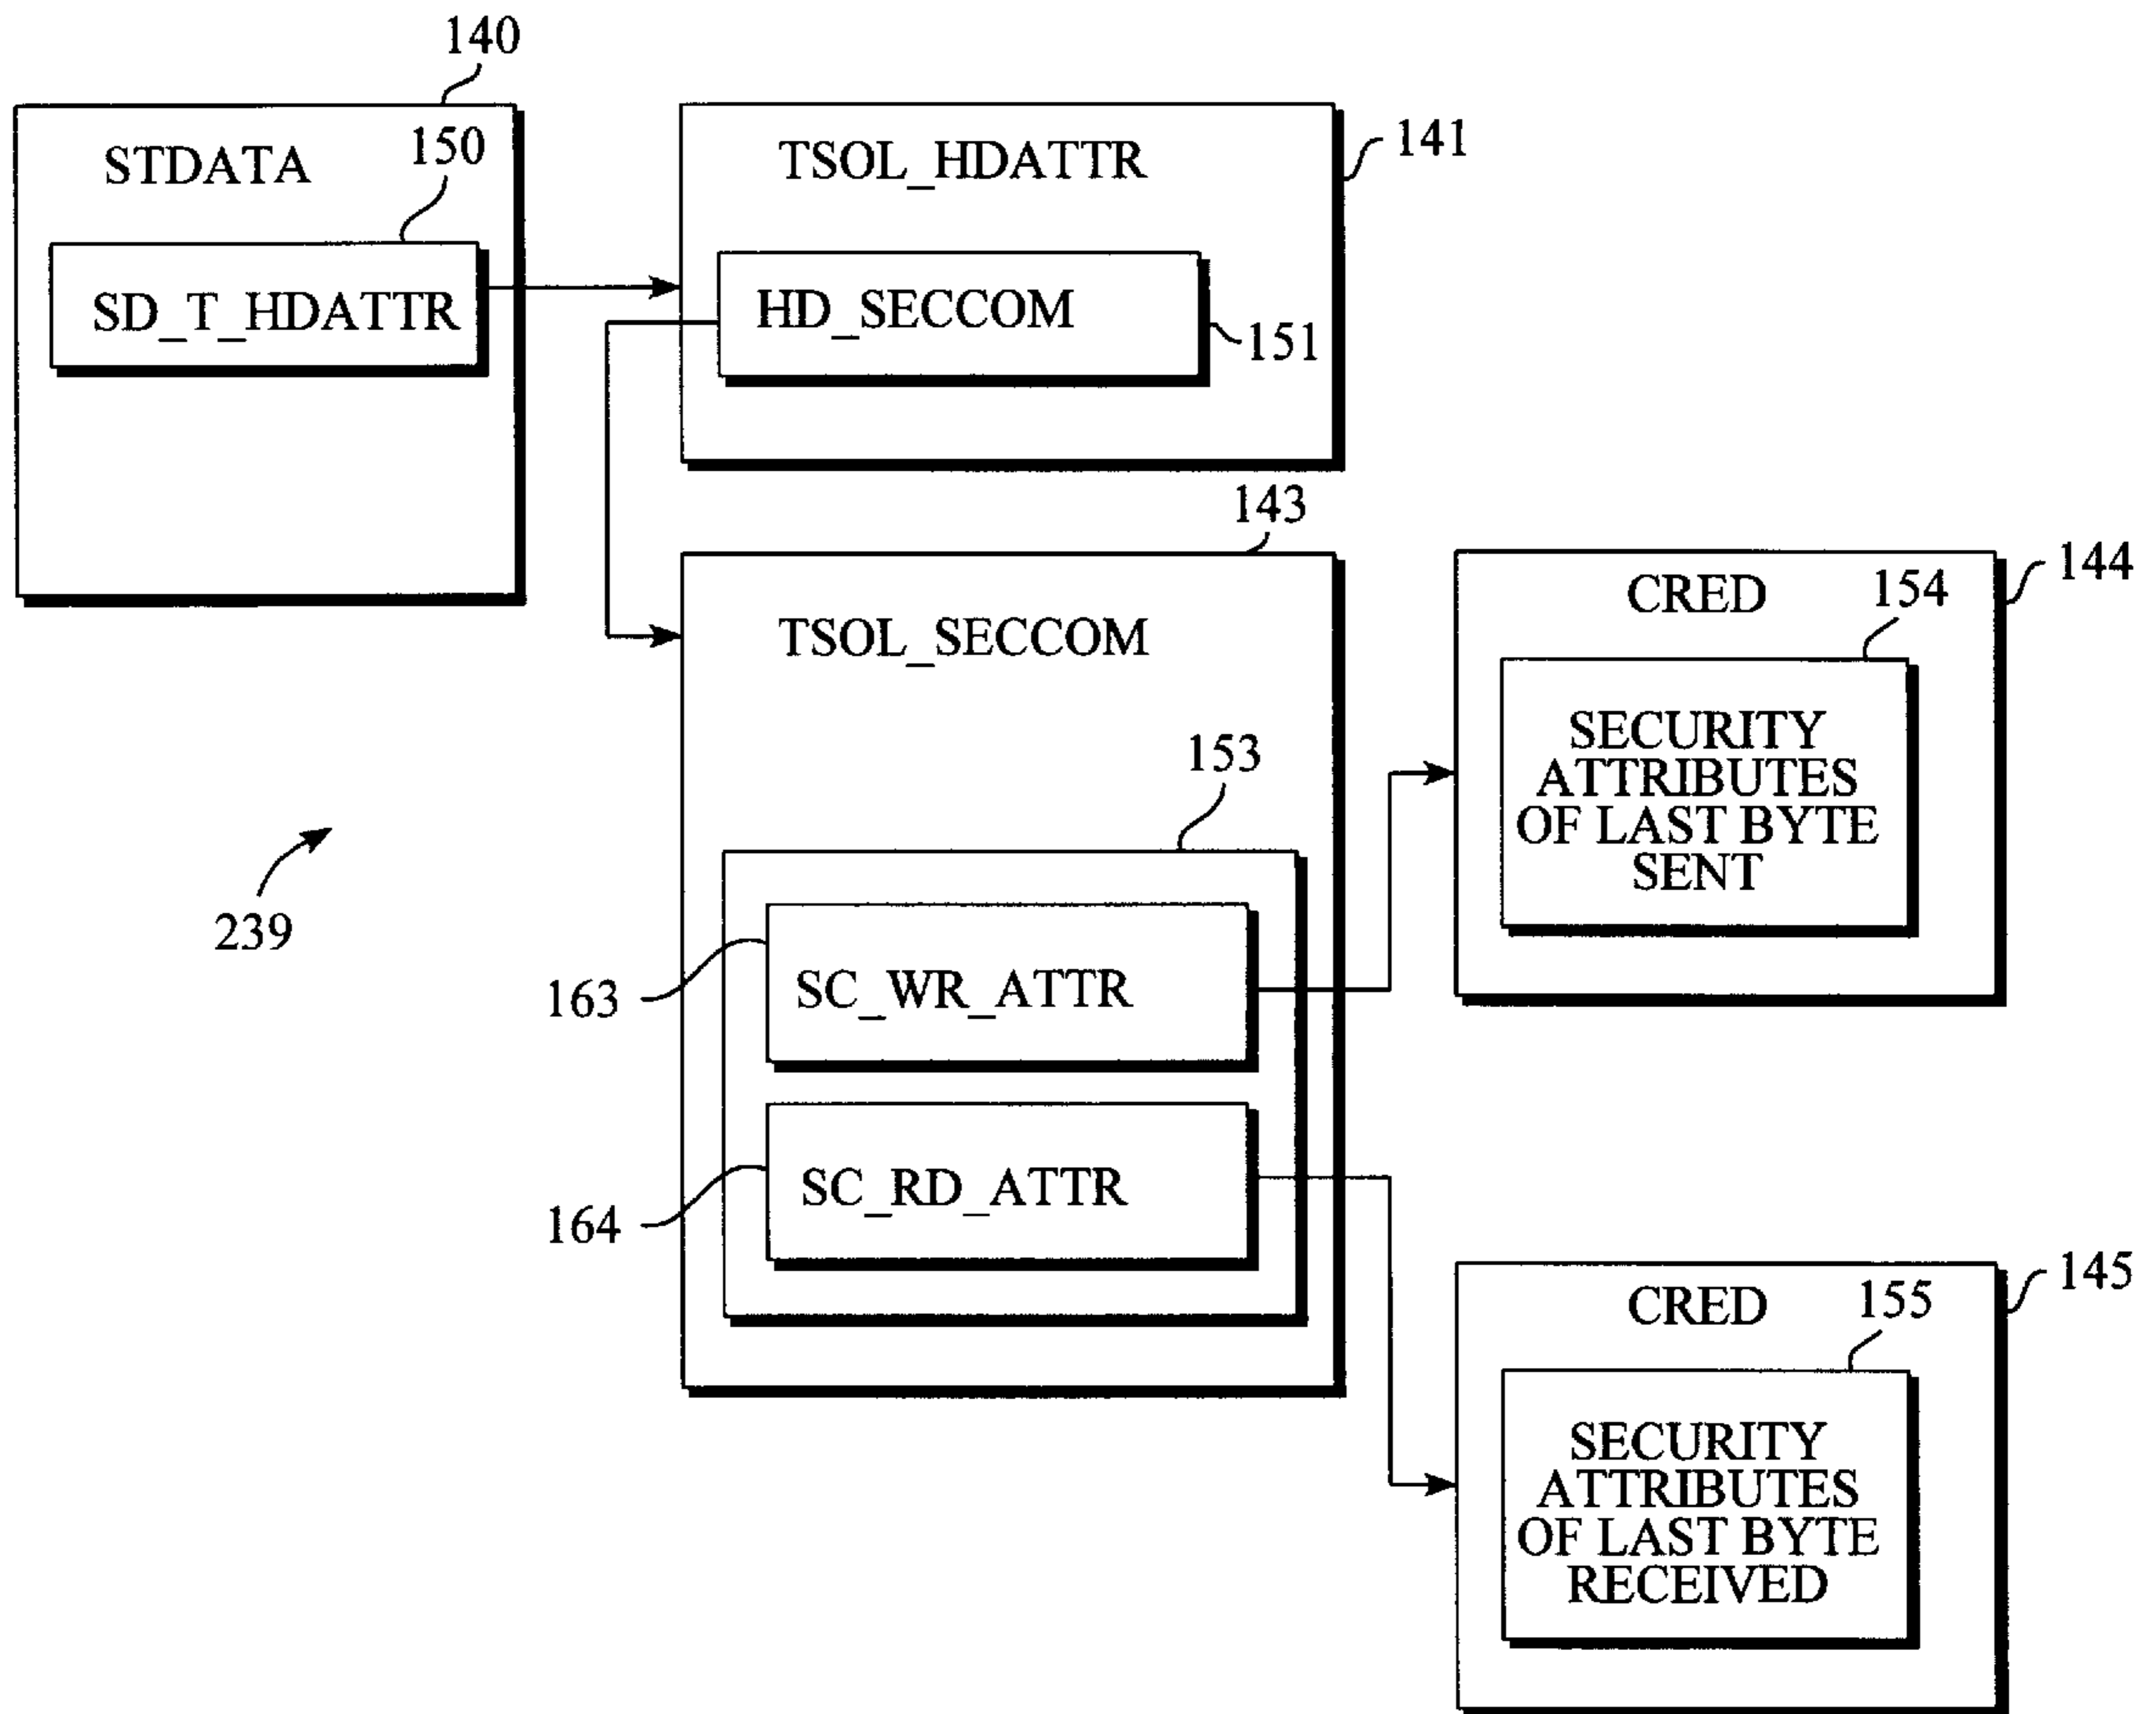 140
STDATA
150
SD_T_HDATTR
TSOL_HDATTR
141
HD_SECCOM
151
143
TSOL_SECCOM
153
163
SC_WR_ATTR
164
SC_RD_ATTR
144
CRED
154
SECURITY
ATTRIBUTES
OF LAST BYTE
SENT
239
145
CRED
155
SECURITY
ATTRIBUTES
OF LAST BYTE
RECEIVED